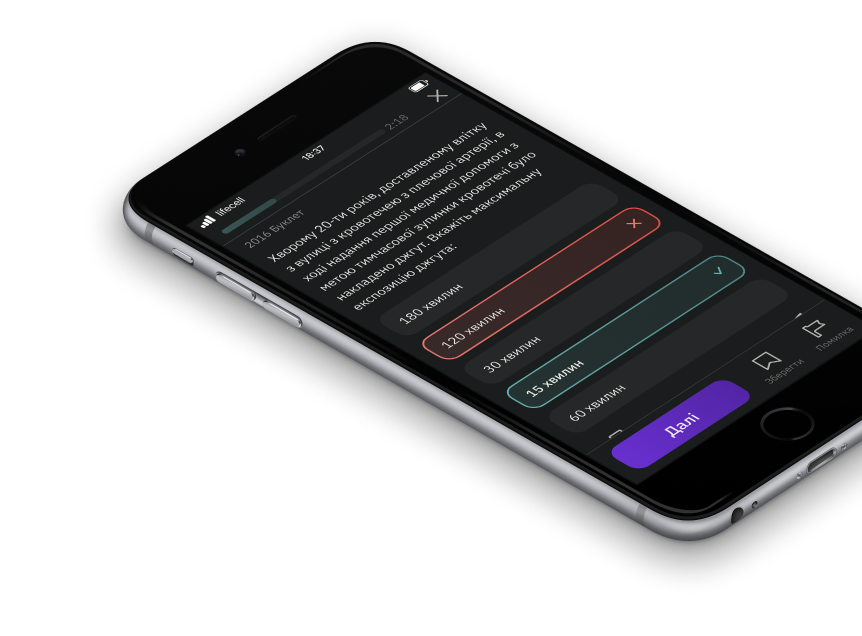 lifecell
18:37
2:18
2016 Буклет
Хворому 20-ти років, доставленому влітку
з вулиці з кровотечею з плечової артерії, в
ході надання першої медичної допомоги з
метою тимчасової зупинки кровотечі було
накладено джгут. Вкажіть максимальну
експозицію джгута:
180 хвилин
120 хвилин
30 хвилин
15 хвилин
60 хвилин
Далі
Зберегти
Помилка